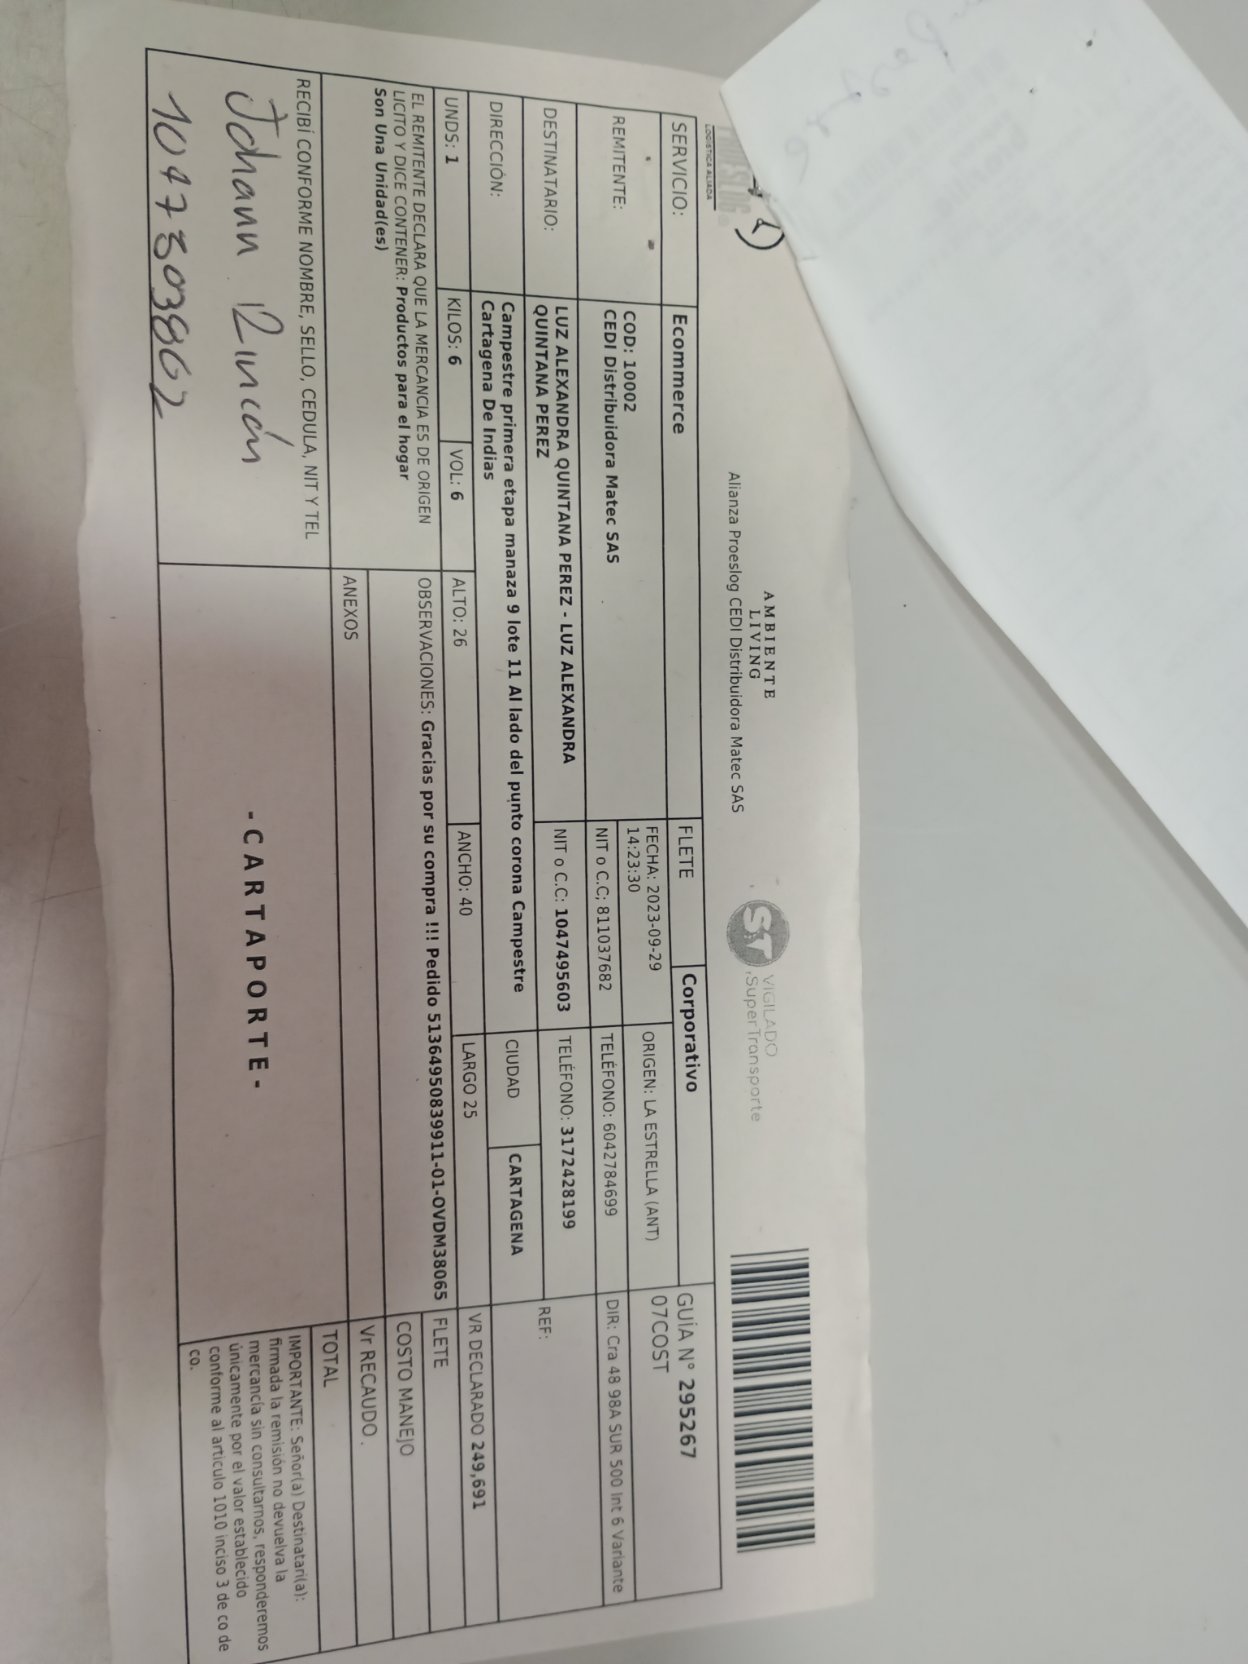 LOGISTICA ALIADA
AMBIENTE
LIVING
Alianza Proeslog CEDI Distribuidora Matec SAS
ST
VIGILADO
SuperTransporte
SERVICIO: Ecommerce FLETE Corporativo GUÍA N° 295267
07COST
REMITENTE: COD: 10002
CEDI Distribuidora Matec SAS
FECHA: 2023-09-29
14:23:30
ORIGEN: LA ESTRELLA (ANT)
NIT o C.C: 811037682 TELÉFONO: 6042784699 DIR: Cra 48 98A SUR 500 Int 6 Variante
DESTINATARIO: LUZ ALEXANDRA QUINTANA PEREZ - LUZ ALEXANDRA
QUINTANA PEREZ
NIT o C.C: 1047495603 TELÉFONO: 3172428199 REF:
DIRECCIÓN: Campestre primera etapa manaza 9 lote 11 Al lado del punto corona Campestre
Cartagena De Indias
CIUDAD CARTAGENA
UNDS: 1 KILOS: 6 VOL: 6 ALTO: 26 ANCHO: 40 LARGO 25 VR DECLARADO 249,691
EL REMITENTE DECLARA QUE LA MERCANCIA ES DE ORIGEN
LICITO Y DICE CONTENER: Productos para el hogar
Son Una Unidad(es)
OBSERVACIONES: Gracias por su compra !!! Pedido 5136495083​9911-01-OVDM38065
FLETE
COSTO MANEJO
Vr RECAUDO.
ANEXOS
TOTAL
RECIBÍ CONFORME NOMBRE, SELLO, CEDULA, NIT Y TEL
Johann Rincón
1047503862
- C A R T A P O R T E -
IMPORTANTE: Señor(a) Destinatari(a):
firmada la remisión no devuelva la
mercancía sin consultarnos, responderemos
únicamente por el valor establecido
conforme al articulo 1010 inciso 3 de co de
co.